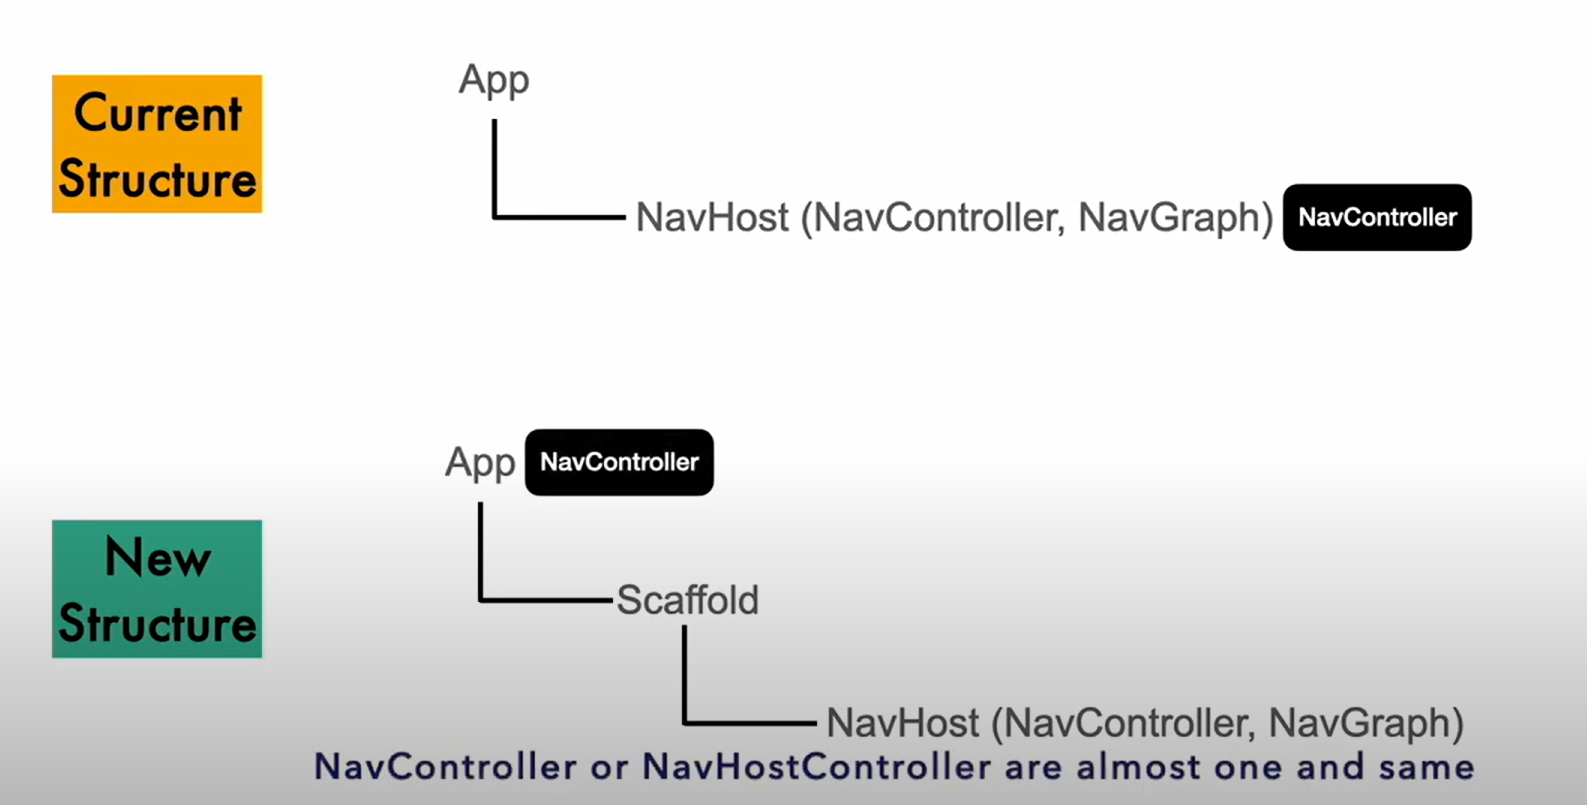 Current
Structure
App
NavHost (NavController, NavGraph)
NavController
New
Structure
App
NavController
Scaffold
NavHost (NavController, NavGraph)
NavController or NavHostController are almost one and same